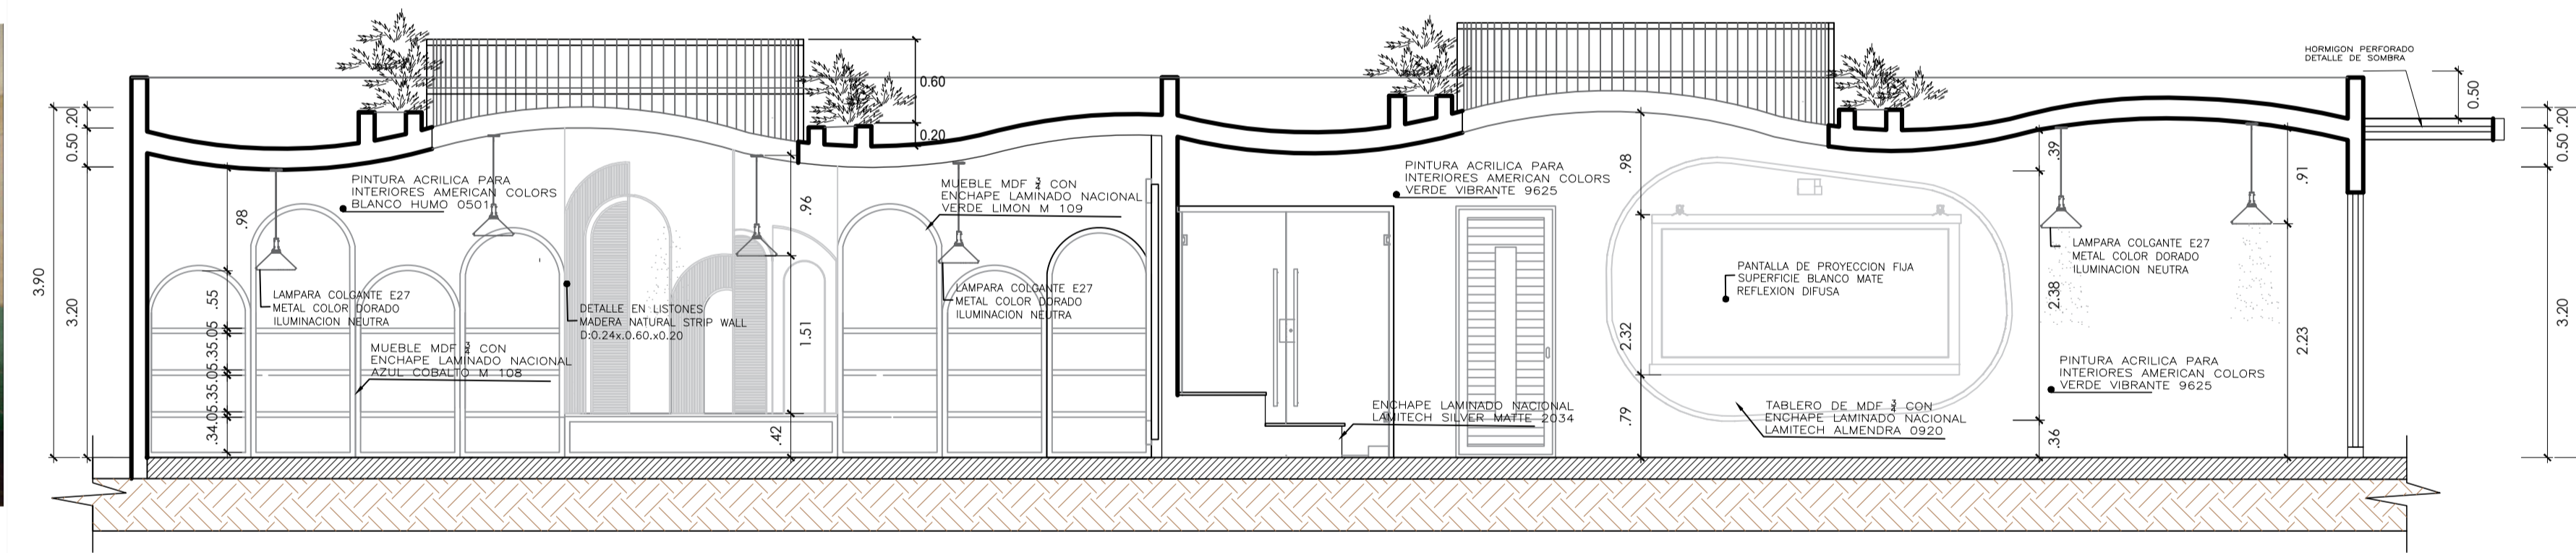 HORMIGON PERFORADO
DETALLE DE SOMBRA
0.60
0.20
0.50
.20
0.50
3.90
3.20
PINTURA ACRILICA PARA
INTERIORES AMERICAN COLORS
BLANCO HUMO 0501
.98
LAMPARA COLGANTE E27
METAL COLOR DORADO
ILUMINACION NEUTRA
.55
.34.05.35.05.35.05
MUEBLE MDF 3/4 CON
ENCHAPE LAMINADO NACIONAL
AZUL COBALTO M 108
DETALLE EN LISTONES
MADERA NATURAL STRIP WALL
D:0.24x.0.60.x0.20
.96
1.51
.42
MUEBLE MDF 3/4 CON
ENCHAPE LAMINADO NACIONAL
VERDE LIMON M 109
LAMPARA COLGANTE E27
METAL COLOR DORADO
ILUMINACION NEUTRA
PINTURA ACRILICA PARA
INTERIORES AMERICAN COLORS
VERDE VIBRANTE 9625
ENCHAPE LAMINADO NACIONAL
LAMITECH SILVER MATTE 2034
.98
2.32
.79
PANTALLA DE PROYECCION FIJA
SUPERFICIE BLANCO MATE
REFLEXION DIFUSA
TABLERO DE MDF 3/4 CON
ENCHAPE LAMINADO NACIONAL
LAMITECH ALMENDRA 0920
.39
2.38
.36
LAMPARA COLGANTE E27
METAL COLOR DORADO
ILUMINACION NEUTRA
PINTURA ACRILICA PARA
INTERIORES AMERICAN COLORS
VERDE VIBRANTE 9625
.91
2.23
.20
0.50
3.20